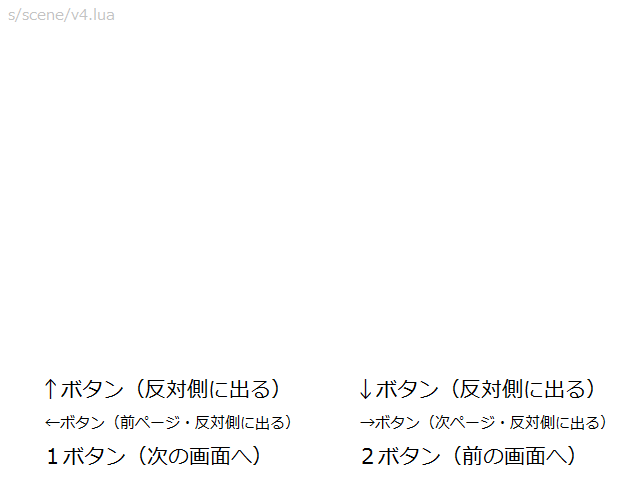 s/scene/v4.lua
↑ボタン（反対側に出る） ↓ボタン（反対側に出る）
←ボタン（前ページ・反対側に出る） →ボタン（次ページ・反対側に出る）
１ボタン（次の画面へ） ２ボタン（前の画面へ）